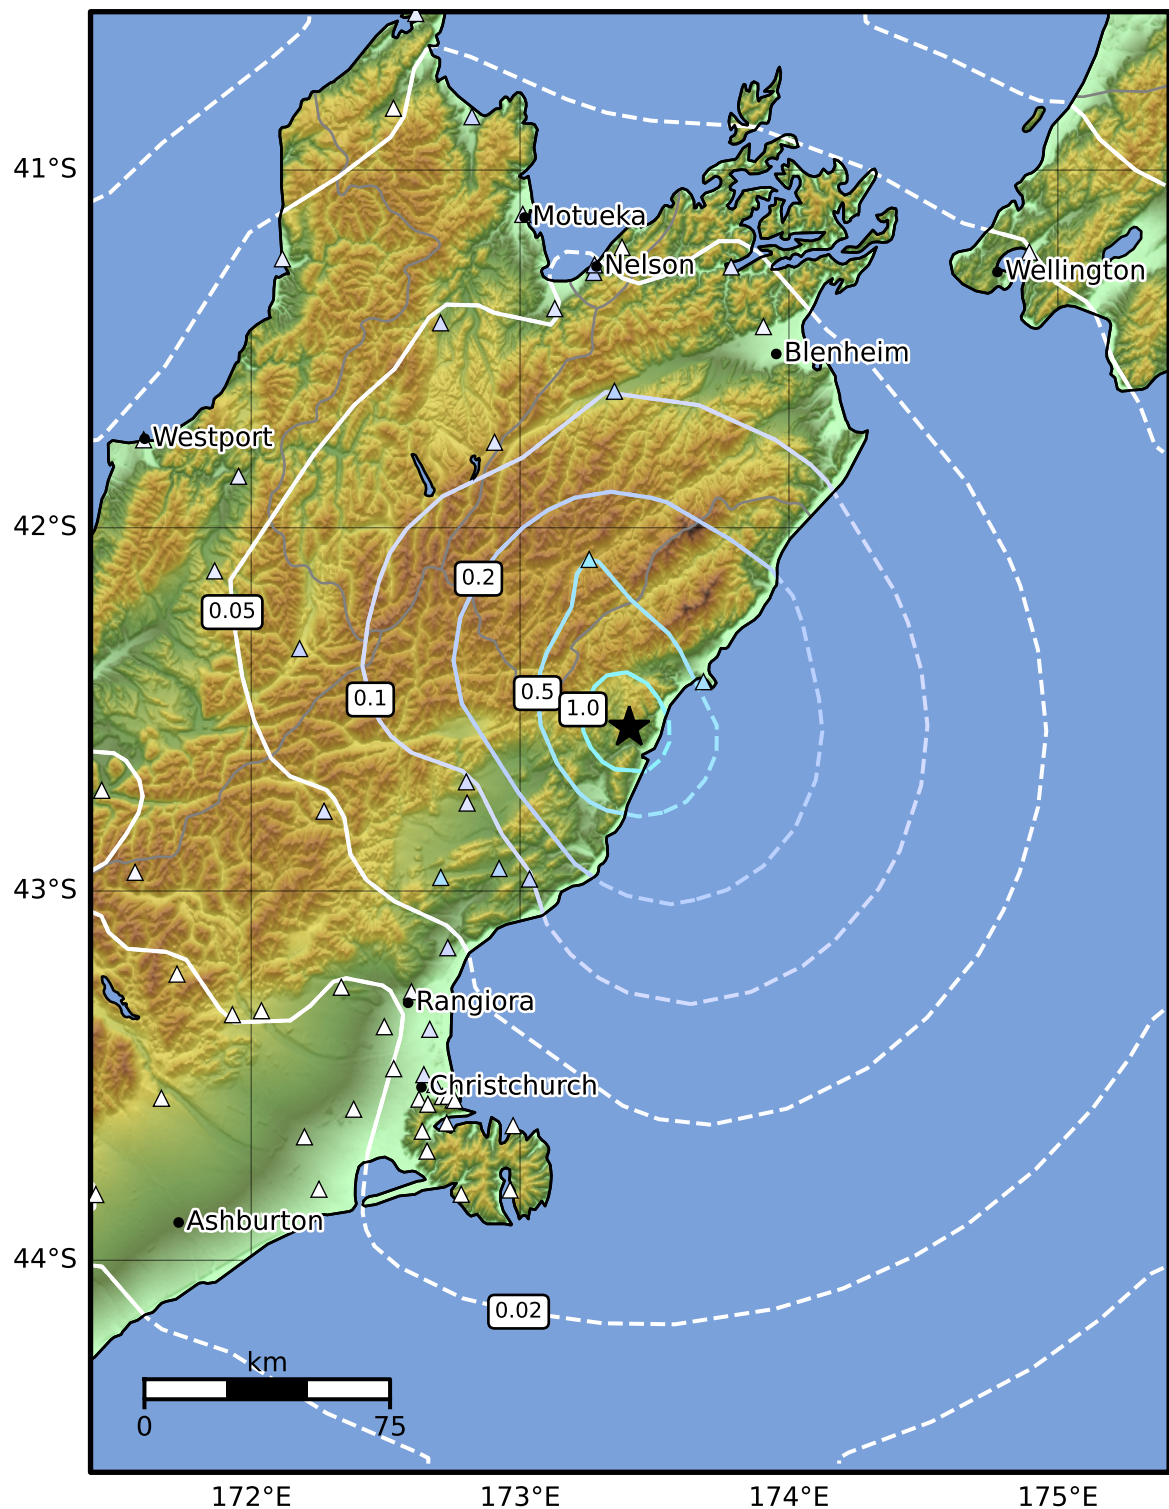 41°S
Motueka
Nelson
Wellington
Blenheim
Westport
42°S
0.2
0.05
0.5
0.1
1.0
43°S
Rangiora
Christchurch
Ashburton
44°S
0.02
km
0
75
172°E
173°E
174°E
175°E